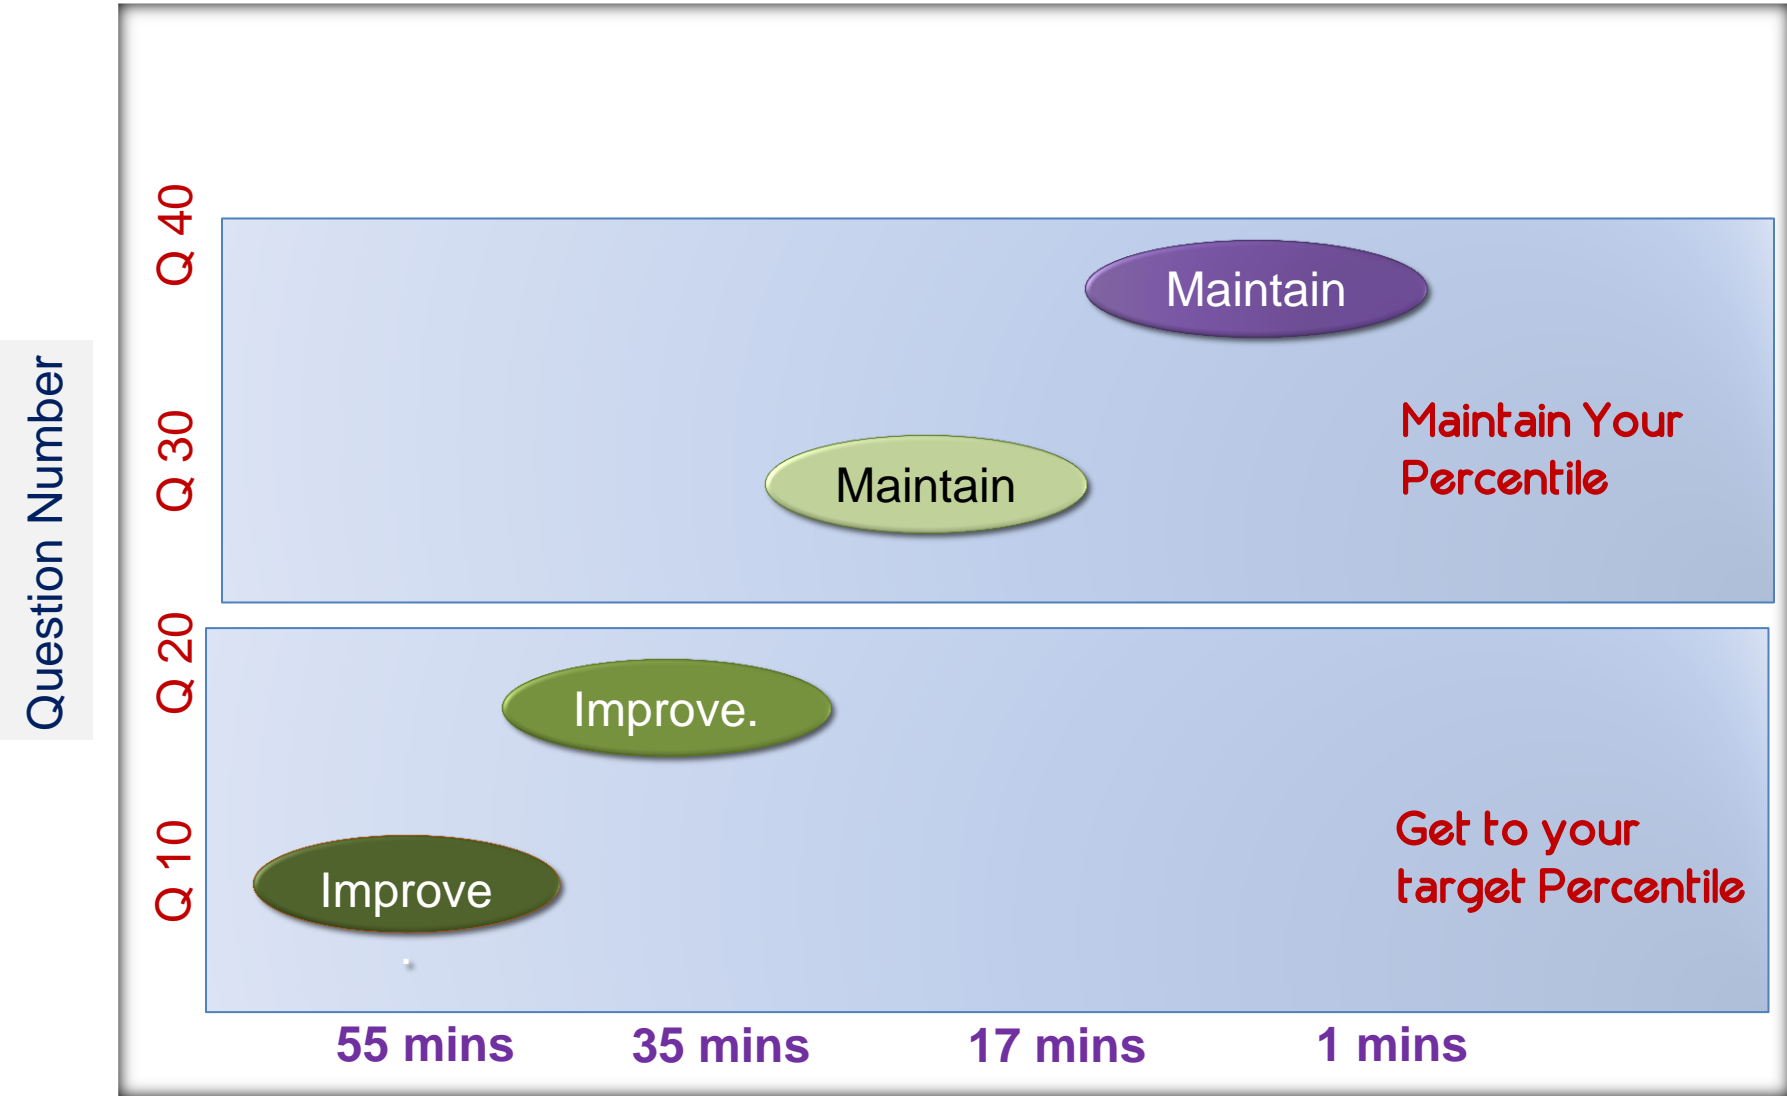 Question Number
Q 40
Maintain
Maintain Your
Percentile
Q 30
Maintain
Q 20
Improve.
Q 10
Improve
.
Get to your
target Percentile
55 mins
35 mins
17 mins
1 mins